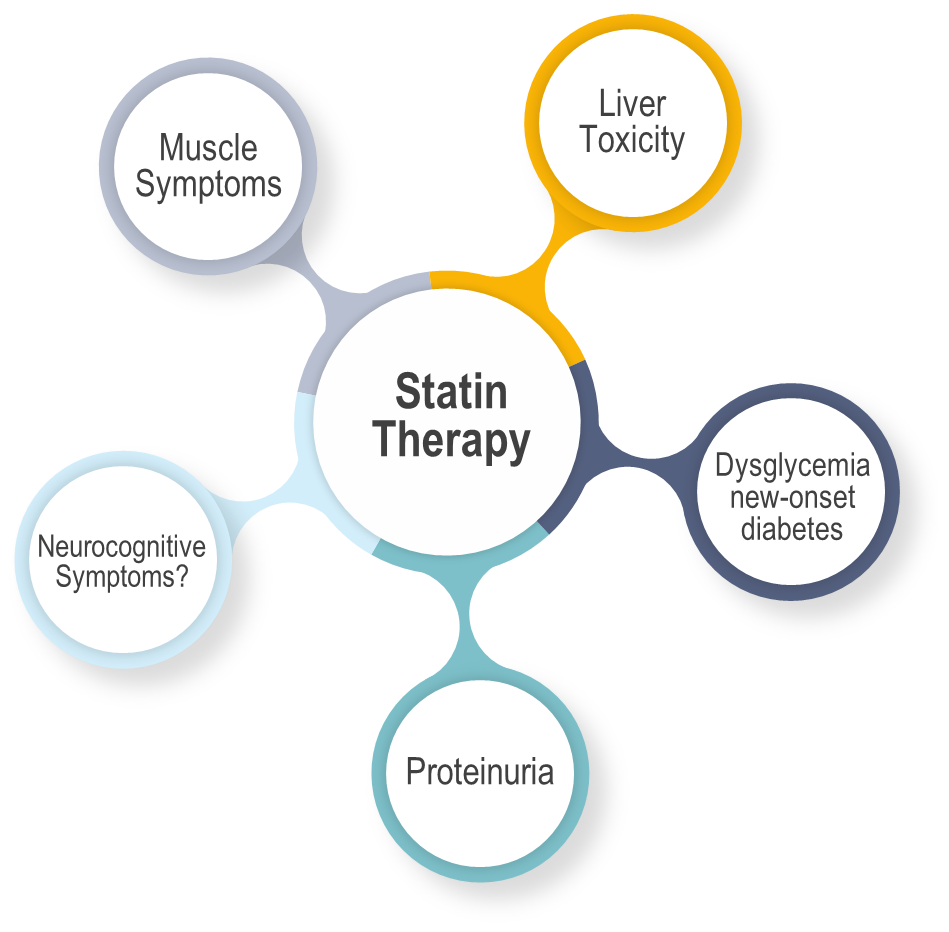 Liver
Toxicity
Muscle
Symptoms
Statin
Therapy
Dysglycemia
new-onset
diabetes
Neurocognitive
Symptoms?
Proteinuria